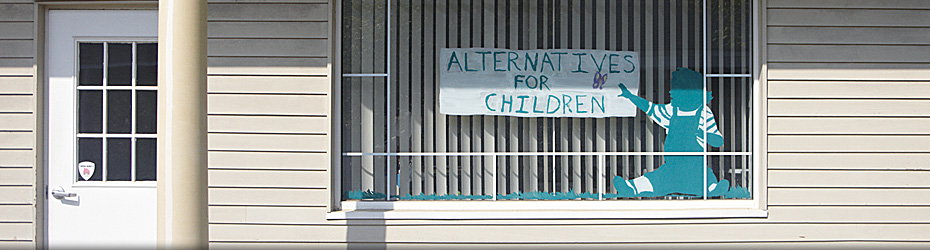 ALTERNATIVES
FOR
CHILDREN